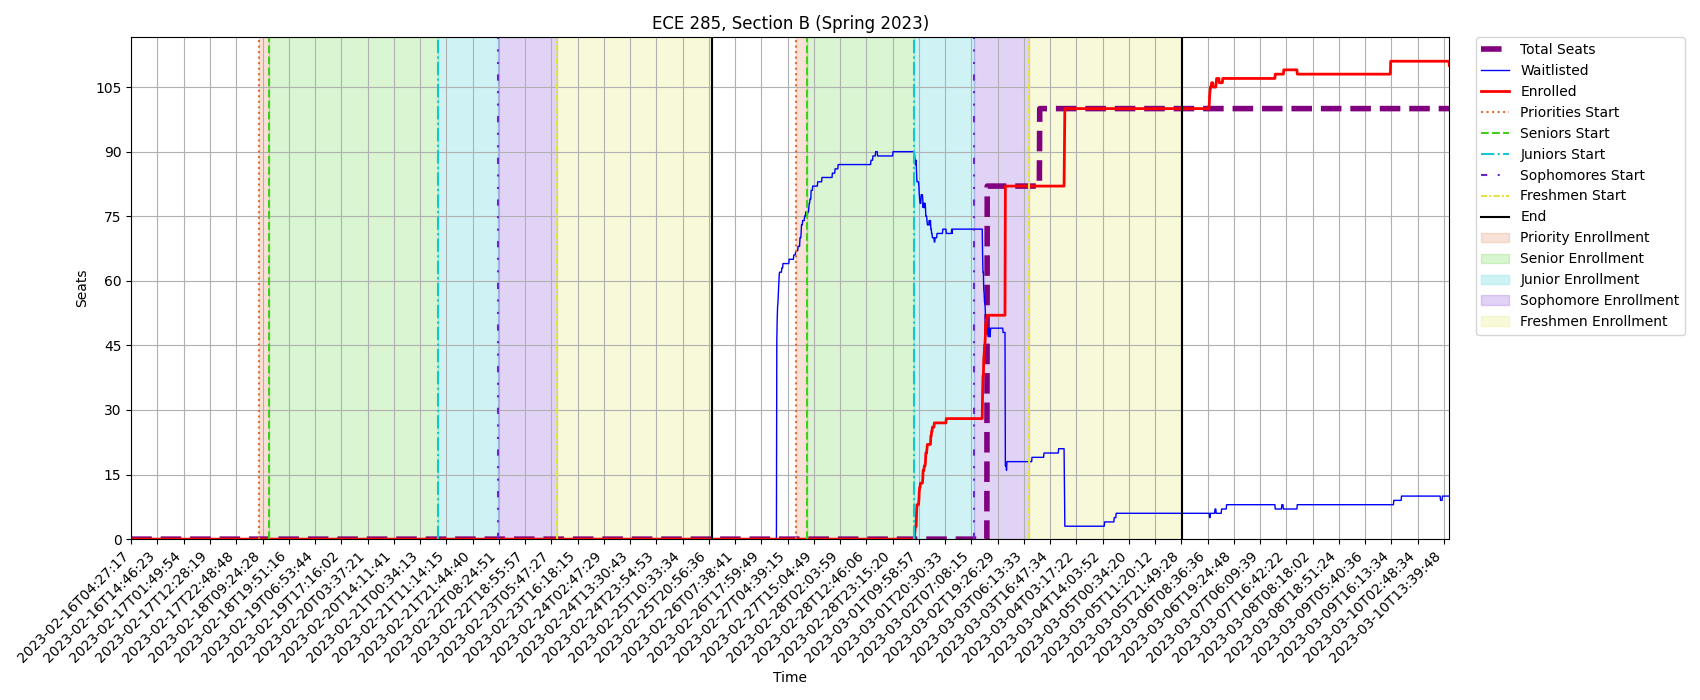 ECE 285, Section B (Spring 2023)
Seats
105
90
75
60
45
30
15
0
2023-02-16T04:27:17
2023-02-16T14:46:23
2023-02-17T01:49:54
2023-02-17T12:28:19
2023-02-17T22:48:48
2023-02-18T09:24:28
2023-02-18T19:51:16
2023-02-19T06:53:44
2023-02-19T17:16:02
2023-02-20T03:37:21
2023-02-20T14:11:41
2023-02-21T00:34:13
2023-02-21T11:14:15
2023-02-21T21:44:40
2023-02-22T08:24:51
2023-02-22T18:55:57
2023-02-23T05:47:27
2023-02-23T16:18:15
2023-02-24T02:47:29
2023-02-24T13:30:43
2023-02-24T23:54:53
2023-02-25T10:33:34
2023-02-25T20:56:36
2023-02-26T07:38:41
2023-02-26T17:59:49
2023-02-27T04:39:15
2023-02-27T15:04:49
2023-02-28T02:03:59
2023-02-28T12:46:06
2023-02-28T23:15:20
2023-03-01T09:58:57
2023-03-01T20:30:33
2023-03-02T07:08:15
2023-03-02T19:26:29
2023-03-03T06:13:33
2023-03-03T16:47:34
2023-03-04T03:17:22
2023-03-04T14:03:52
2023-03-05T00:34:20
2023-03-05T11:20:12
2023-03-05T21:49:28
2023-03-06T08:36:36
2023-03-06T19:24:48
2023-03-07T06:09:39
2023-03-07T16:42:22
2023-03-08T08:18:02
2023-03-08T18:51:24
2023-03-09T05:40:36
2023-03-09T16:13:34
2023-03-10T02:48:34
2023-03-10T13:39:48
Time
Total Seats
Waitlisted
Enrolled
Priorities Start
Seniors Start
Juniors Start
Sophomores Start
Freshmen Start
End
Priority Enrollment
Senior Enrollment
Junior Enrollment
Sophomore Enrollment
Freshmen Enrollment